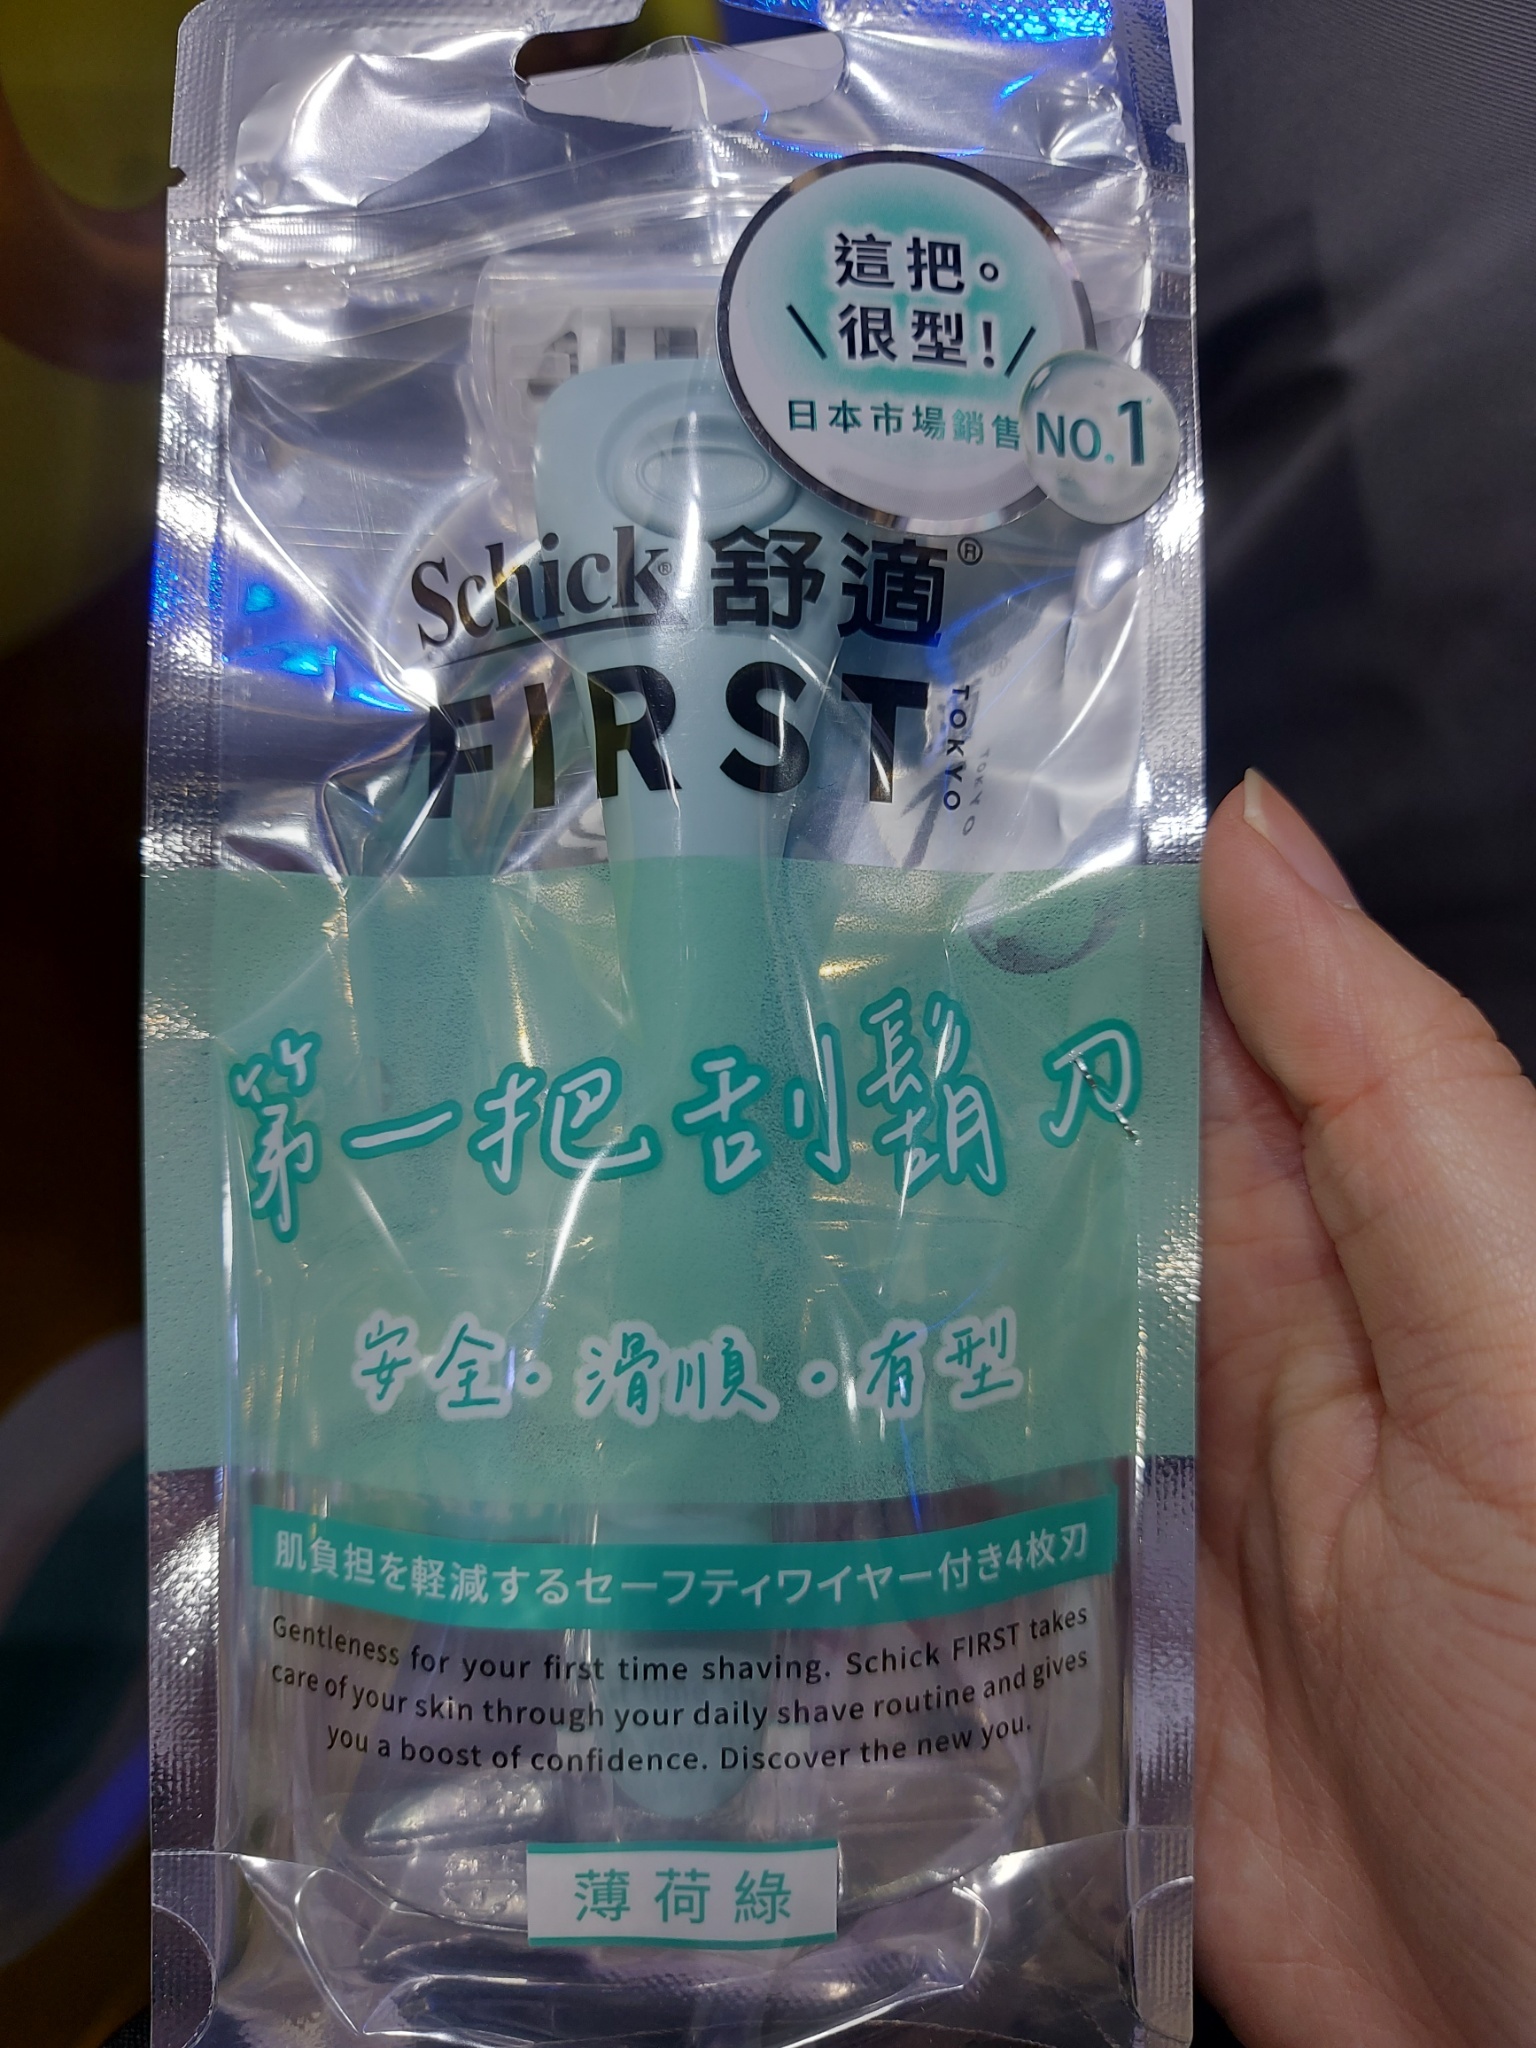 這把。
\ 很型! /
日本市場銷售 NO.1
Schick® 舒適®
FIRST TOKYO
第一把刮鬍刀
安全・滑順・有型
肌負担を軽減するセーフティワイヤー付き4枚刃
Gentleness for your first time shaving. Schick FIRST takes
care of your skin through your daily shave routine and gives
you a boost of confidence. Discover the new you.
薄荷綠